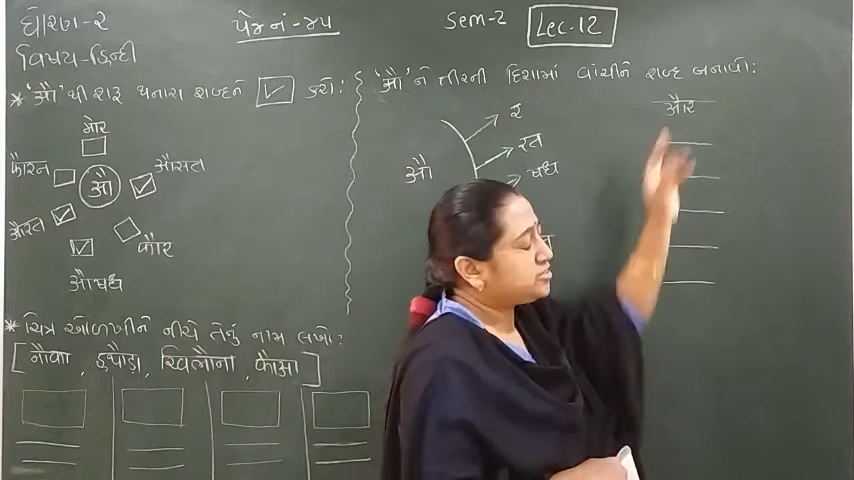 ધોરણ-૨
પેજ નં-૪૫
Sem-2
Lec-12
વિષય-હિન્દી
* 'औ' થી શરૂ થનારા શબ્દને ☑ કરો:
'औ' ને તીરની દિશામાં વાંચીને શબ્દ બનાવો:
मोर
फौरन
औसत
औ
औरत
कौर
औषध
औ
र
रत
षध
और
* ચિત્ર ઓળખીને નીચે તેનું નામ લખો:
[ नौका , हथौड़ा, खिलौना, कौआ ]